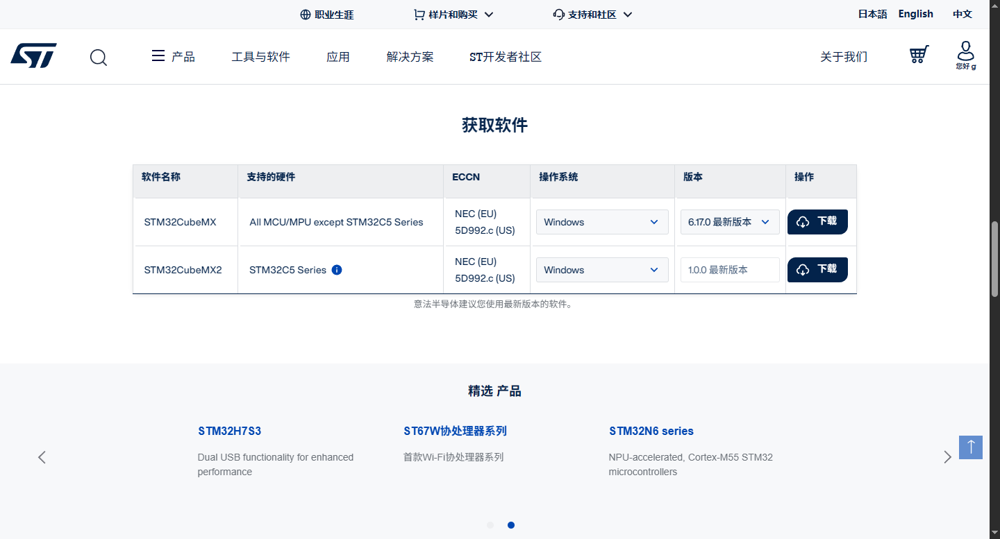 职业生涯
样片和购买
支持和社区
日本語 English 中文
ST
产品
工具与软件
应用
解决方案
ST开发者社区
关于我们
您好 g
获取软件
软件名称 支持的硬件 ECCN 操作系统 版本 操作
STM32CubeMX All MCU/MPU except STM32C5 Series NEC (EU) Windows 6.17.0 最新版本 下载
5D992.c (US)
STM32CubeMX2 STM32C5 Series NEC (EU) Windows 1.0.0 最新版本 下载
5D992.c (US)
意法半导体建议您使用最新版本的软件。
精选 产品
STM32H7S3
Dual USB functionality for enhanced
performance
ST67W协处理器系列
首款Wi-Fi协处理器系列
STM32N6 series
NPU-accelerated, Cortex-M55 STM32
microcontrollers